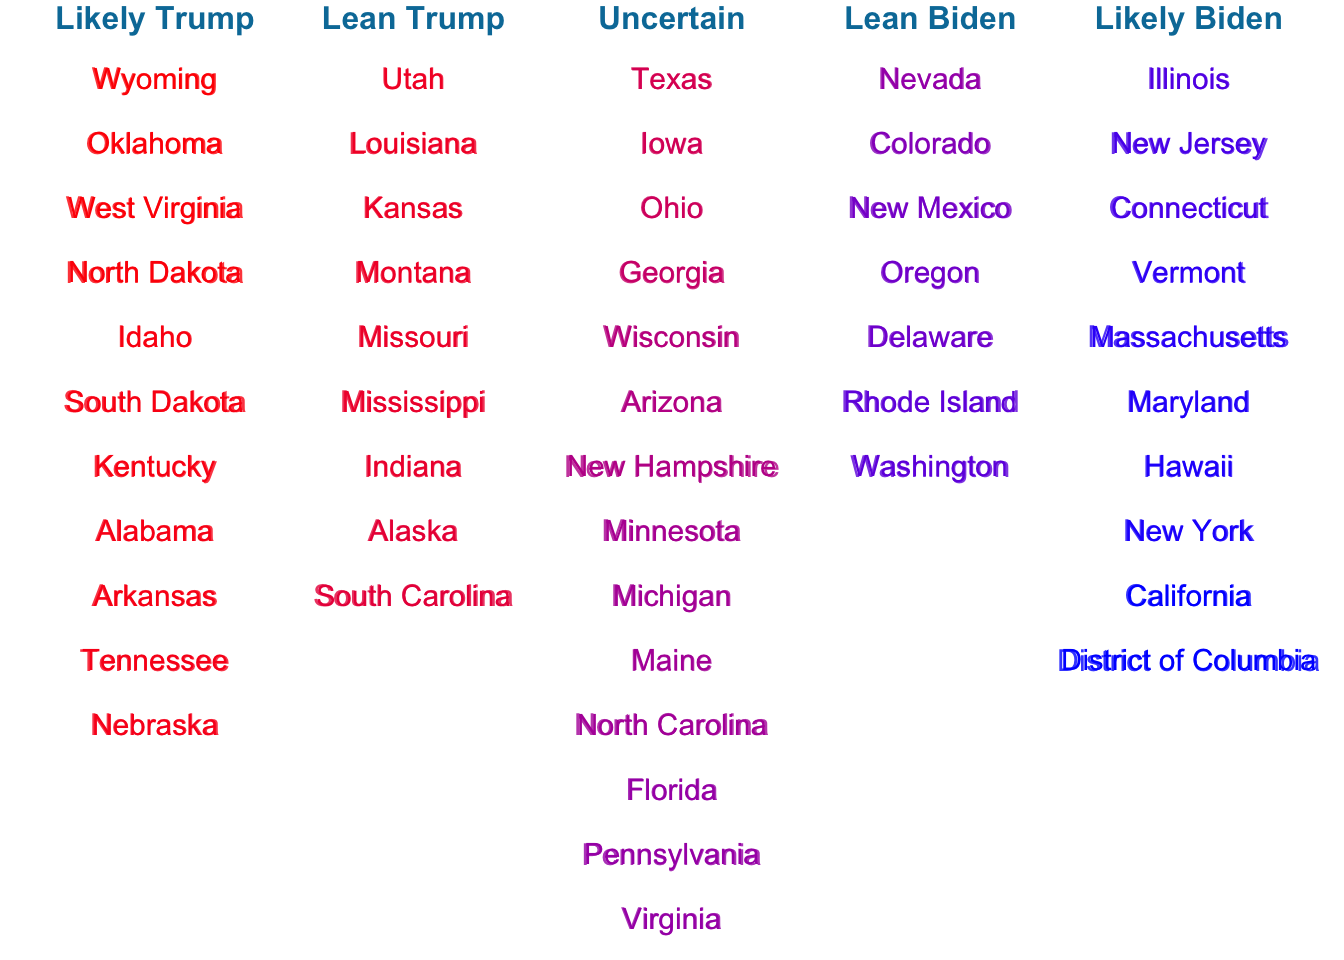 Likely Trump Lean Trump Uncertain Lean Biden Likely Biden
Wyoming Utah Texas Nevada Illinois
Oklahoma Louisiana Iowa Colorado New Jersey
West Virginia Kansas Ohio New Mexico Connecticut
North Dakota Montana Georgia Oregon Vermont
Idaho Missouri Wisconsin Delaware Massachusetts
South Dakota Mississippi Arizona Rhode Island Maryland
Kentucky Indiana New Hampshire Washington Hawaii
Alabama Alaska Minnesota New York
Arkansas South Carolina Michigan California
Tennessee Maine District of Columbia
Nebraska North Carolina
Florida
Pennsylvania
Virginia